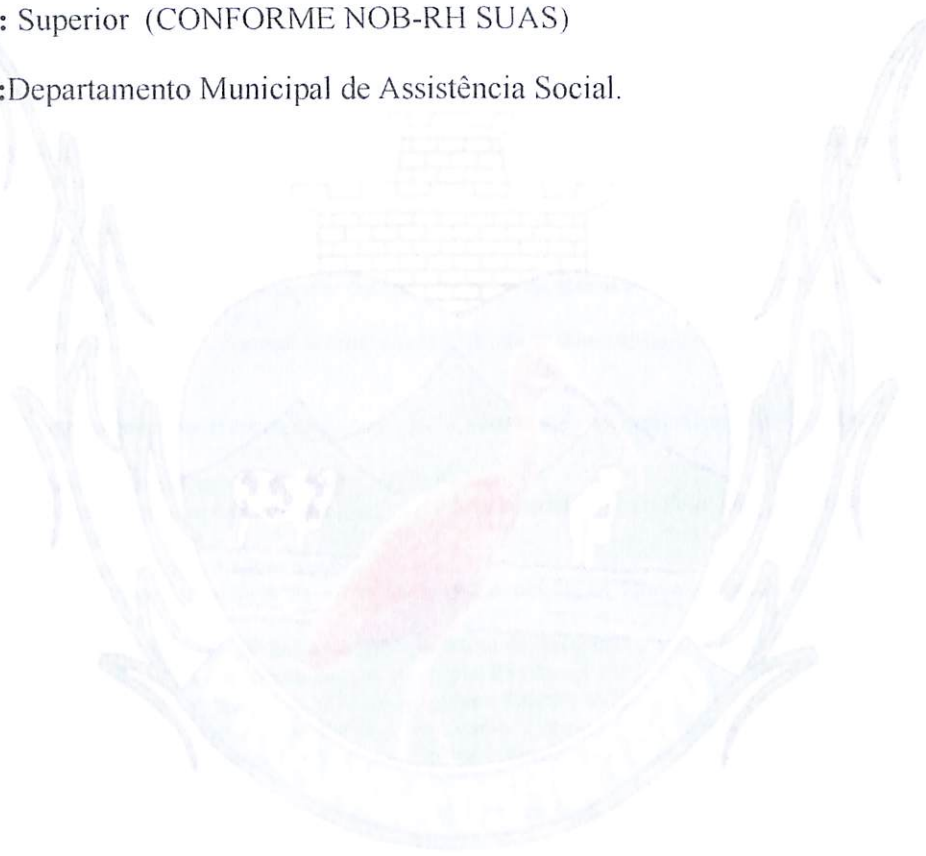 : Superior (CONFORME NOB-RH SUAS)
:Departamento Municipal de Assistência Social.